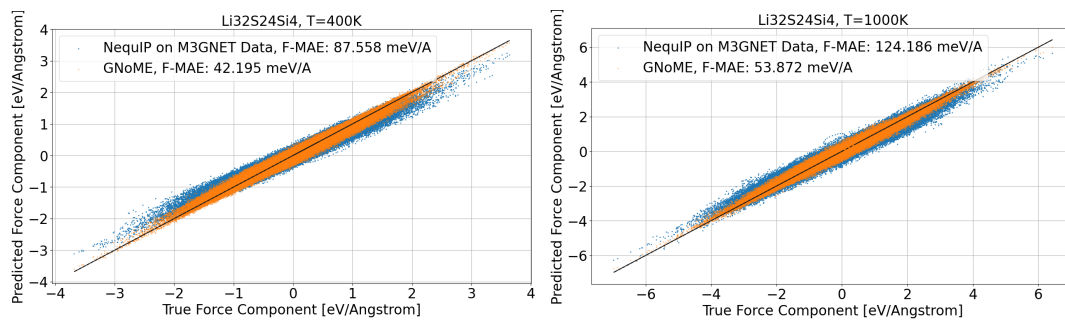 Li32S24Si4, T=400K
Predicted Force Component [eV/Angstrom]
4
3
2
1
0
−1
−2
−3
−4
NequIP on M3GNET Data, F-MAE: 87.558 meV/A
GNoME, F-MAE: 42.195 meV/A
−4 −3 −2 −1 0 1 2 3 4
True Force Component [eV/Angstrom]
Li32S24Si4, T=1000K
Predicted Force Component [eV/Angstrom]
6
4
2
0
−2
−4
−6
NequIP on M3GNET Data, F-MAE: 124.186 meV/A
GNoME, F-MAE: 53.872 meV/A
−6 −4 −2 0 2 4 6
True Force Component [eV/Angstrom]